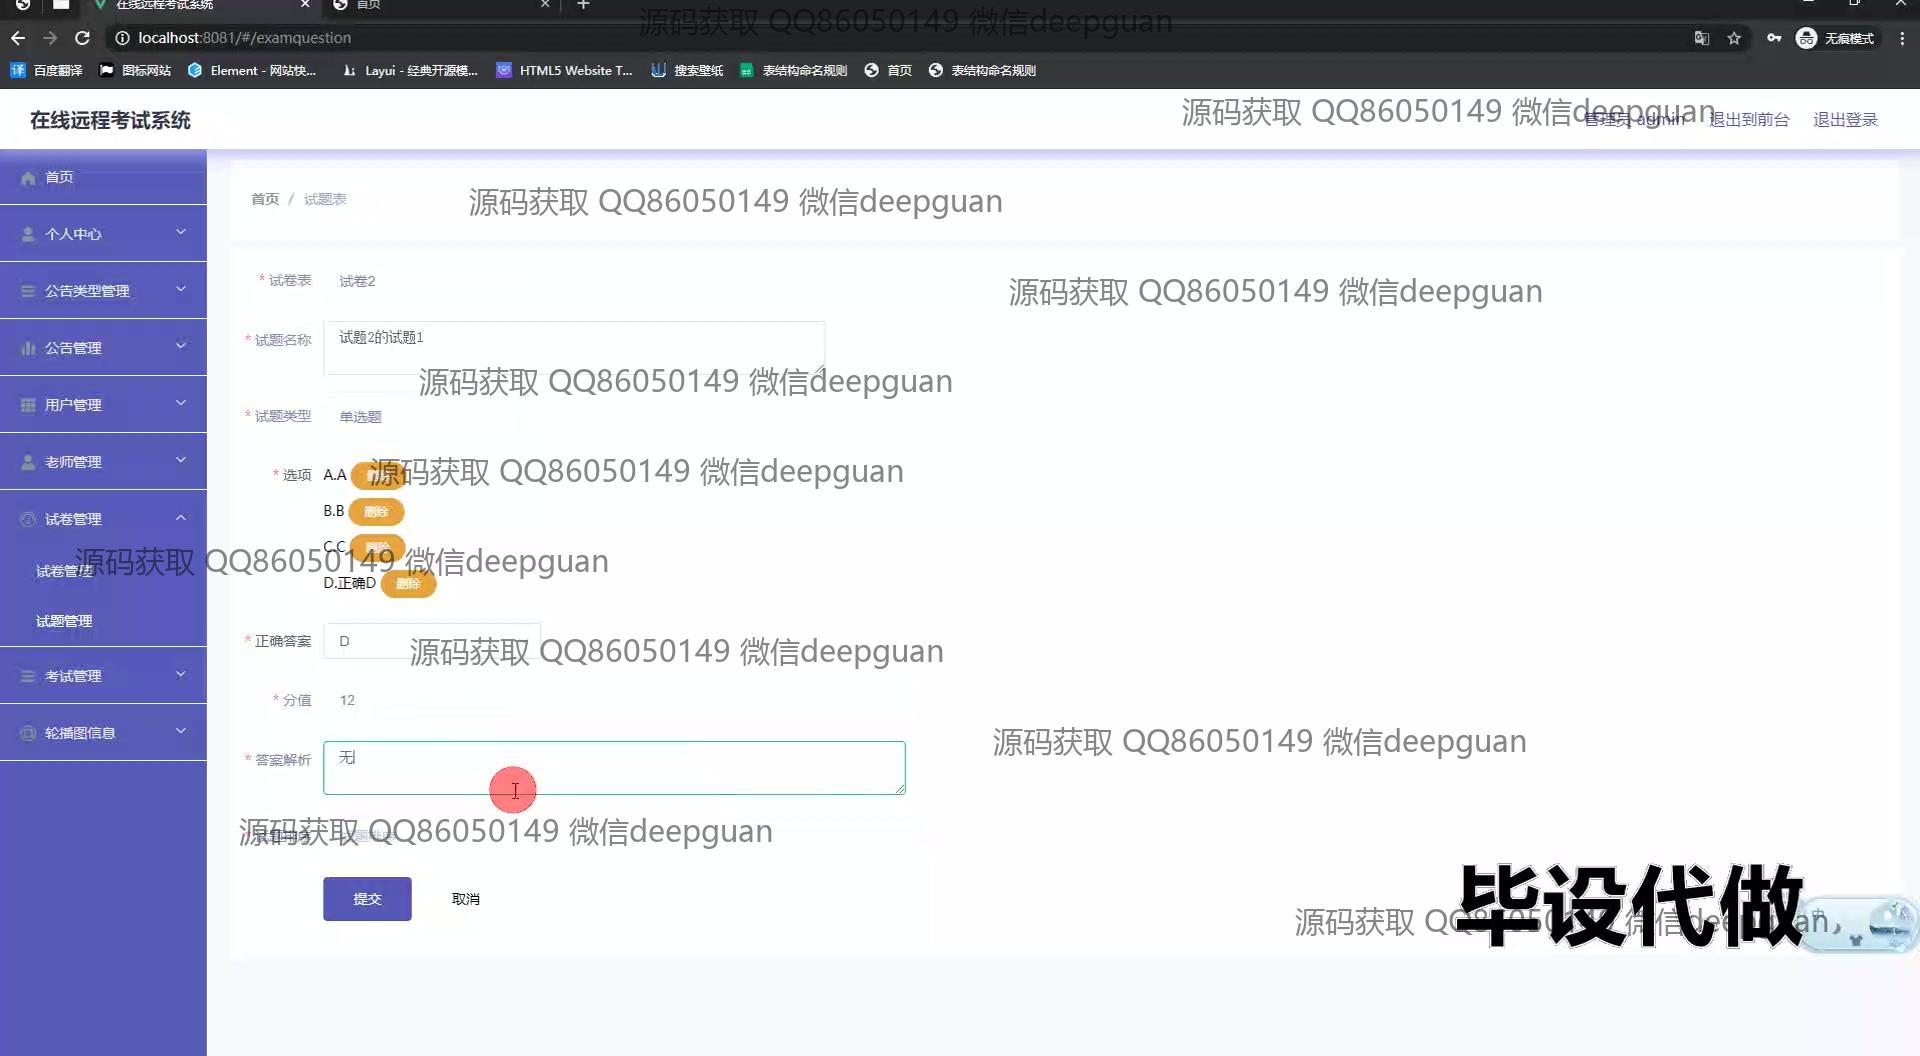 在线远程考试系统
首页
源码获取 QQ86050149 微信deepguan
localhost:8081/#/examquestion
无痕模式
百度翻译
图标网站
Element - 网站快...
Layui - 经典开源模...
HTML5 Website T...
搜索壁纸
表结构命名规则
首页
表结构命名规则
在线远程考试系统
源码获取 QQ86050149 微信deepguan
管理员 admin
退出到前台
退出登录
首页
个人中心
公告类型管理
公告管理
用户管理
老师管理
试卷管理
试卷管理
试题管理
考试管理
轮播图信息
首页 / 试题表
源码获取 QQ86050149 微信deepguan
* 试卷表 试卷2
源码获取 QQ86050149 微信deepguan
* 试题名称 试题2的试题1
源码获取 QQ86050149 微信deepguan
* 试题类型 单选题
* 选项 A.A 删除
源码获取 QQ86050149 微信deepguan
B.B 删除
C.C 删除
源码获取 QQ86050149 微信deepguan
D.正确D 删除
* 正确答案 D
源码获取 QQ86050149 微信deepguan
* 分值 12
源码获取 QQ86050149 微信deepguan
* 答案解析 无
源码获取 QQ86050149 微信deepguan
提交 取消
源码获取 QQ86050149 微信deepguan
毕设代做